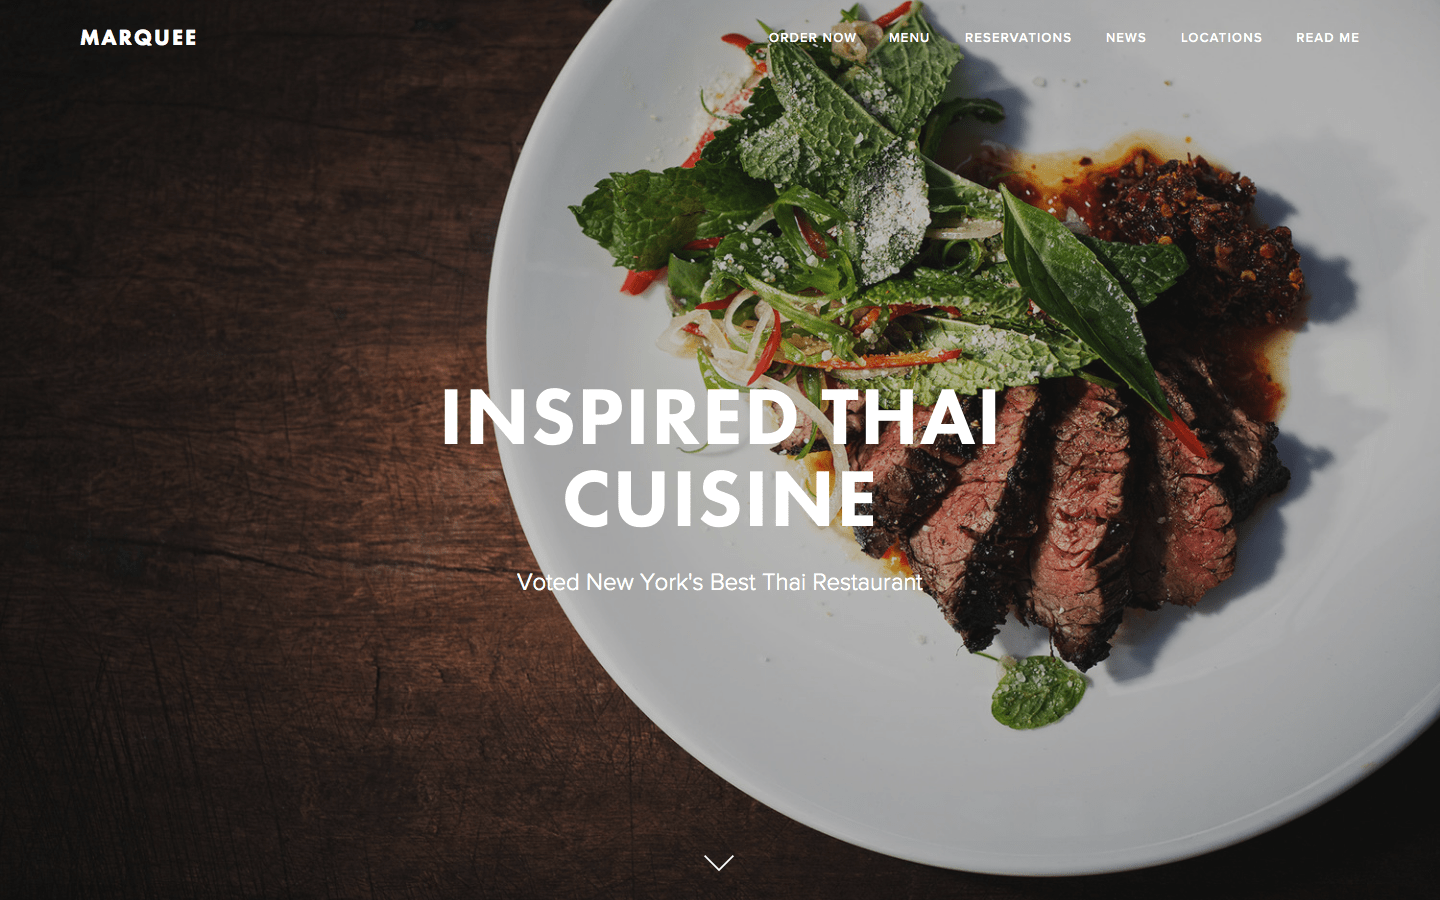 MARQUEE
ORDER NOW MENU RESERVATIONS NEWS LOCATIONS READ ME
INSPIRED THAI
CUISINE
Voted New York's Best Thai Restaurant